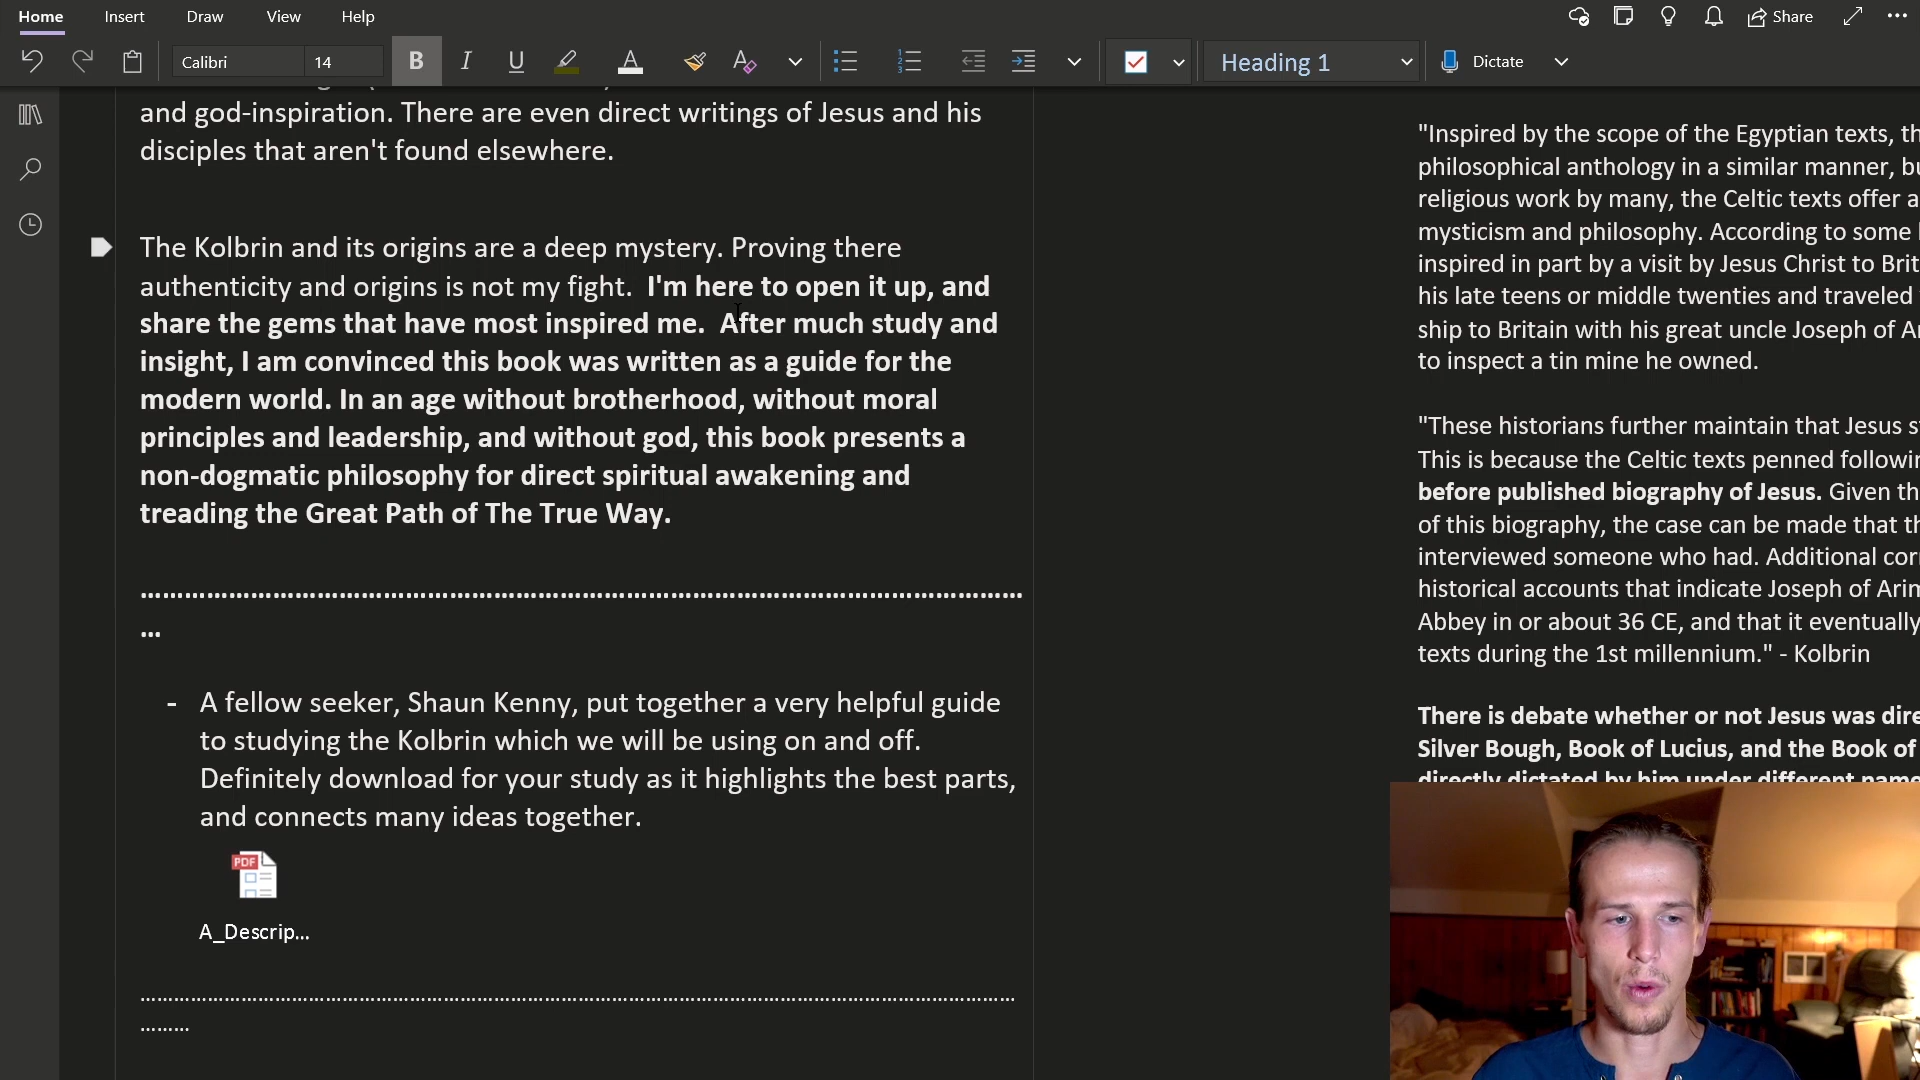 Home Insert Draw View Help
Share
Calibri 14 B I U A A Heading 1 Dictate
and god-inspiration. There are even direct writings of Jesus and his
disciples that aren't found elsewhere.
The Kolbrin and its origins are a deep mystery. Proving there
authenticity and origins is not my fight. I'm here to open it up, and
share the gems that have most inspired me. After much study and
insight, I am convinced this book was written as a guide for the
modern world. In an age without brotherhood, without moral
principles and leadership, and without god, this book presents a
non-dogmatic philosophy for direct spiritual awakening and
treading the Great Path of The True Way.
- A fellow seeker, Shaun Kenny, put together a very helpful guide
to studying the Kolbrin which we will be using on and off.
Definitely download for your study as it highlights the best parts,
and connects many ideas together.
PDF
A_Descrip...
"Inspired by the scope of the Egyptian texts, th
philosophical anthology in a similar manner, bu
religious work by many, the Celtic texts offer a
mysticism and philosophy. According to some
inspired in part by a visit by Jesus Christ to Brit
his late teens or middle twenties and traveled
ship to Britain with his great uncle Joseph of A
to inspect a tin mine he owned.
"These historians further maintain that Jesus s
This is because the Celtic texts penned followin
before published biography of Jesus. Given th
of this biography, the case can be made that th
interviewed someone who had. Additional cor
historical accounts that indicate Joseph of Arim
Abbey in or about 36 CE, and that it eventually
texts during the 1st millennium." - Kolbrin
There is debate whether or not Jesus was dire
Silver Bough, Book of Lucius, and the Book of
directly dictated by him under different name